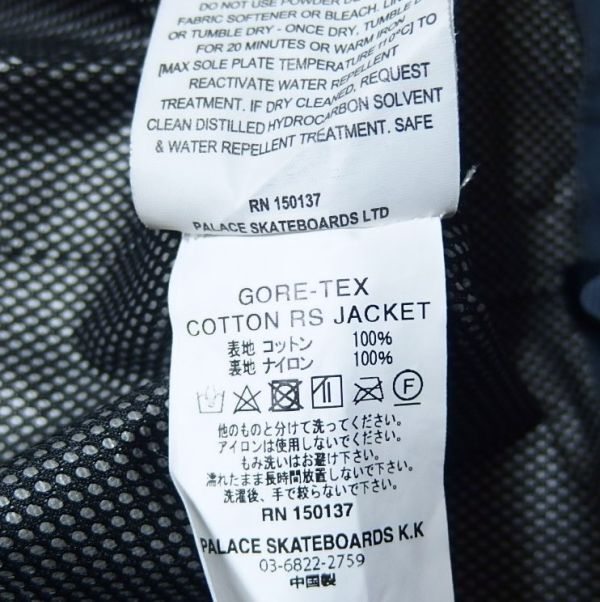 DO NOT USE POWDER DE
FABRIC SOFTENER OR BLEACH. LINE
OR TUMBLE DRY - ONCE DRY, TUMBLE D
FOR 20 MINUTES OR WARM IRON
[MAX SOLE PLATE TEMPERATURE 110°C] TO
REACTIVATE WATER REPELLENT
TREATMENT. IF DRY CLEANED, REQUEST
CLEAN DISTILLED HYDROCARBON SOLVENT
& WATER REPELLENT TREATMENT. SAFE
RN 150137
PALACE SKATEBOARDS LTD
GORE-TEX
COTTON RS JACKET
表地 コットン 100%
裏地 ナイロン 100%
F
他のものと分けて洗ってください。
アイロンは使用しないでください。
もみ洗いはお避け下さい。
濡れたまま長時間放置しないでください。
洗濯後、手で絞らないで下さい。
RN 150137
PALACE SKATEBOARDS K.K
03-6822-2759
中国製